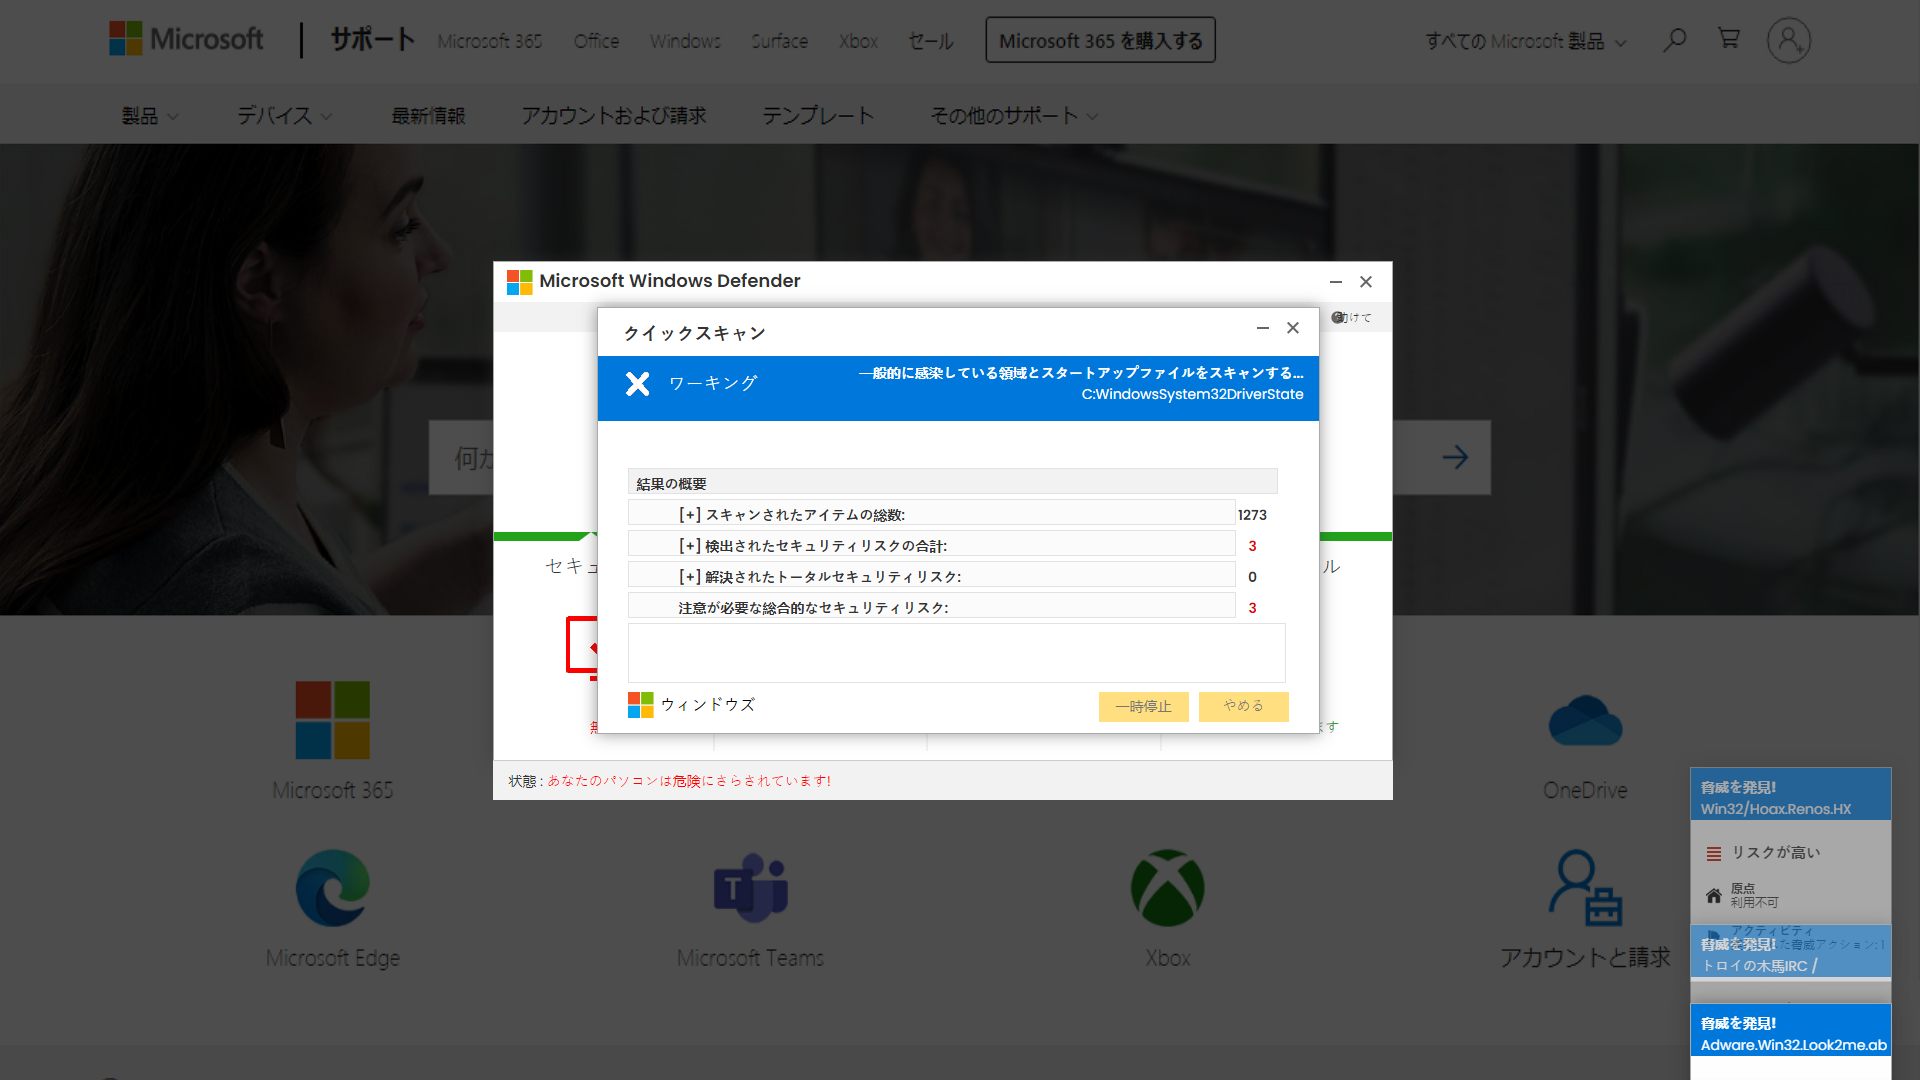 Microsoft
サポート
Microsoft 365
Office
Windows
Surface
Xbox
セール
Microsoft 365 を購入する
すべての Microsoft 製品
製品
デバイス
最新情報
アカウントおよび請求
テンプレート
その他のサポート
Microsoft Windows Defender
クイックスキャン
ワーキング
一般的に感染している領域とスタートアップファイルをスキャンする...
C:WindowsSystem32DriverState
結果の概要
[+] スキャンされたアイテムの総数:
1273
[+] 検出されたセキュリティリスクの合計:
3
[+] 解決されたトータルセキュリティリスク:
0
注意が必要な総合的なセキュリティリスク:
3
ウィンドウズ
一時停止
やめる
セキュ
ル
ます
状態 : あなたのパソコンは危険にさらされています!
Microsoft 365
OneDrive
Microsoft Edge
Microsoft Teams
Xbox
アカウントと請求
脅威を発見!
Win32/Hoax.Renos.HX
リスクが高い
原点
利用不可
アクティビティ
た脅威アクション: 1
脅威を発見!
トロイの木馬IRC /
脅威を発見!
Adware.Win32.Look2me.ab